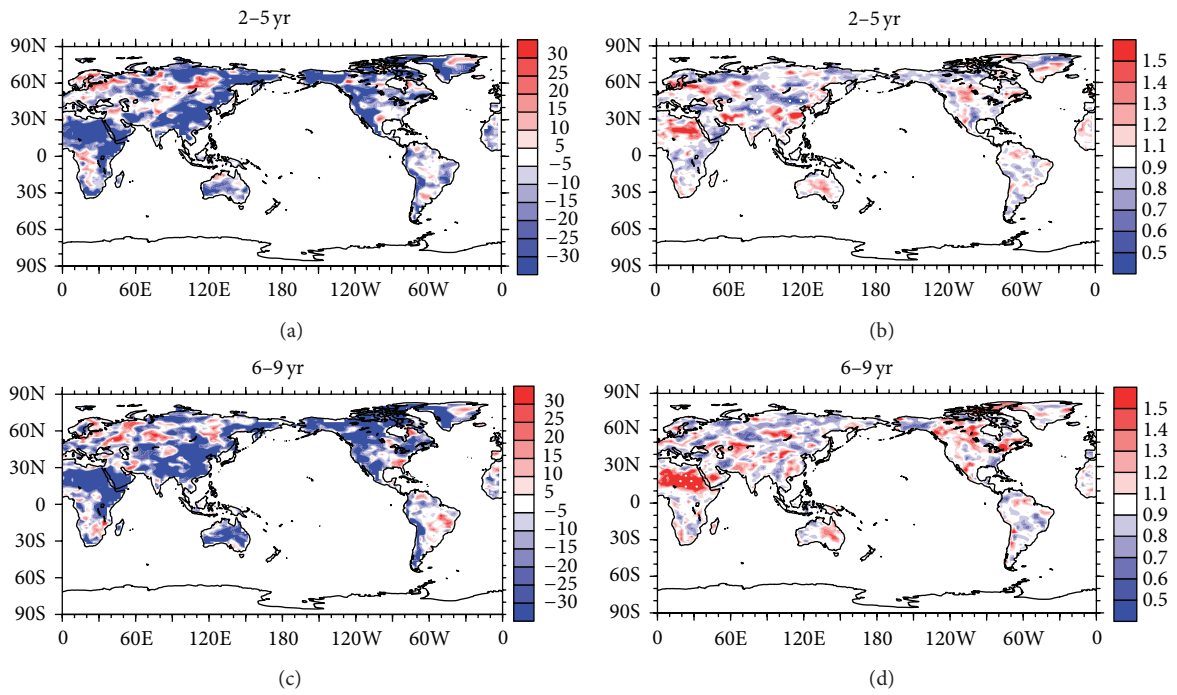 2–5 yr
90N
60N
30N
0
30S
60S
90S
0 60E 120E 180 120W 60W 0
30
25
20
15
10
5
−5
−10
−15
−20
−25
−30
(a)
2–5 yr
90N
60N
30N
0
30S
60S
90S
0 60E 120E 180 120W 60W 0
1.5
1.4
1.3
1.2
1.1
0.9
0.8
0.7
0.6
0.5
(b)
6–9 yr
90N
60N
30N
0
30S
60S
90S
0 60E 120E 180 120W 60W 0
30
25
20
15
10
5
−5
−10
−15
−20
−25
−30
(c)
6–9 yr
90N
60N
30N
0
30S
60S
90S
0 60E 120E 180 120W 60W 0
1.5
1.4
1.3
1.2
1.1
0.9
0.8
0.7
0.6
0.5
(d)